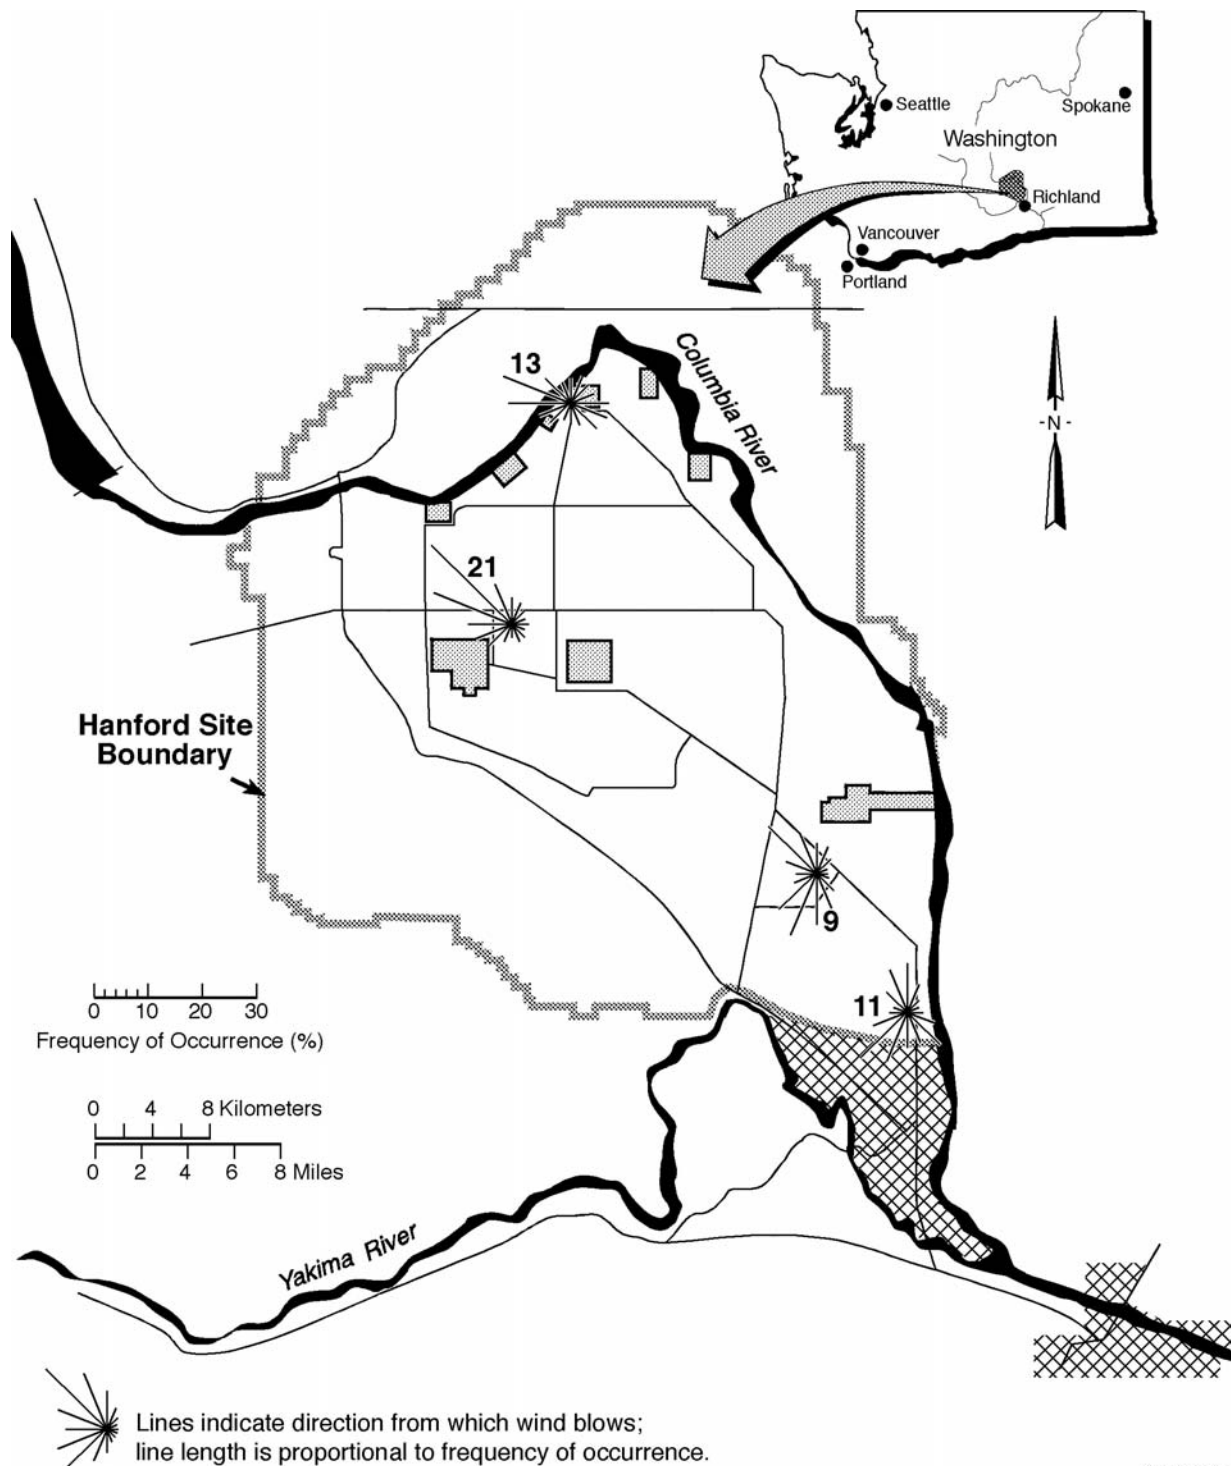 Seattle
Spokane
Washington
Richland
Vancouver
Portland
13
Columbia River
-N-
21
Hanford Site
Boundary
9
11
0 10 20 30
Frequency of Occurrence (%)
0 4 8 Kilometers
0 2 4 6 8 Miles
Yakima River
Lines indicate direction from which wind blows;
line length is proportional to frequency of occurrence.